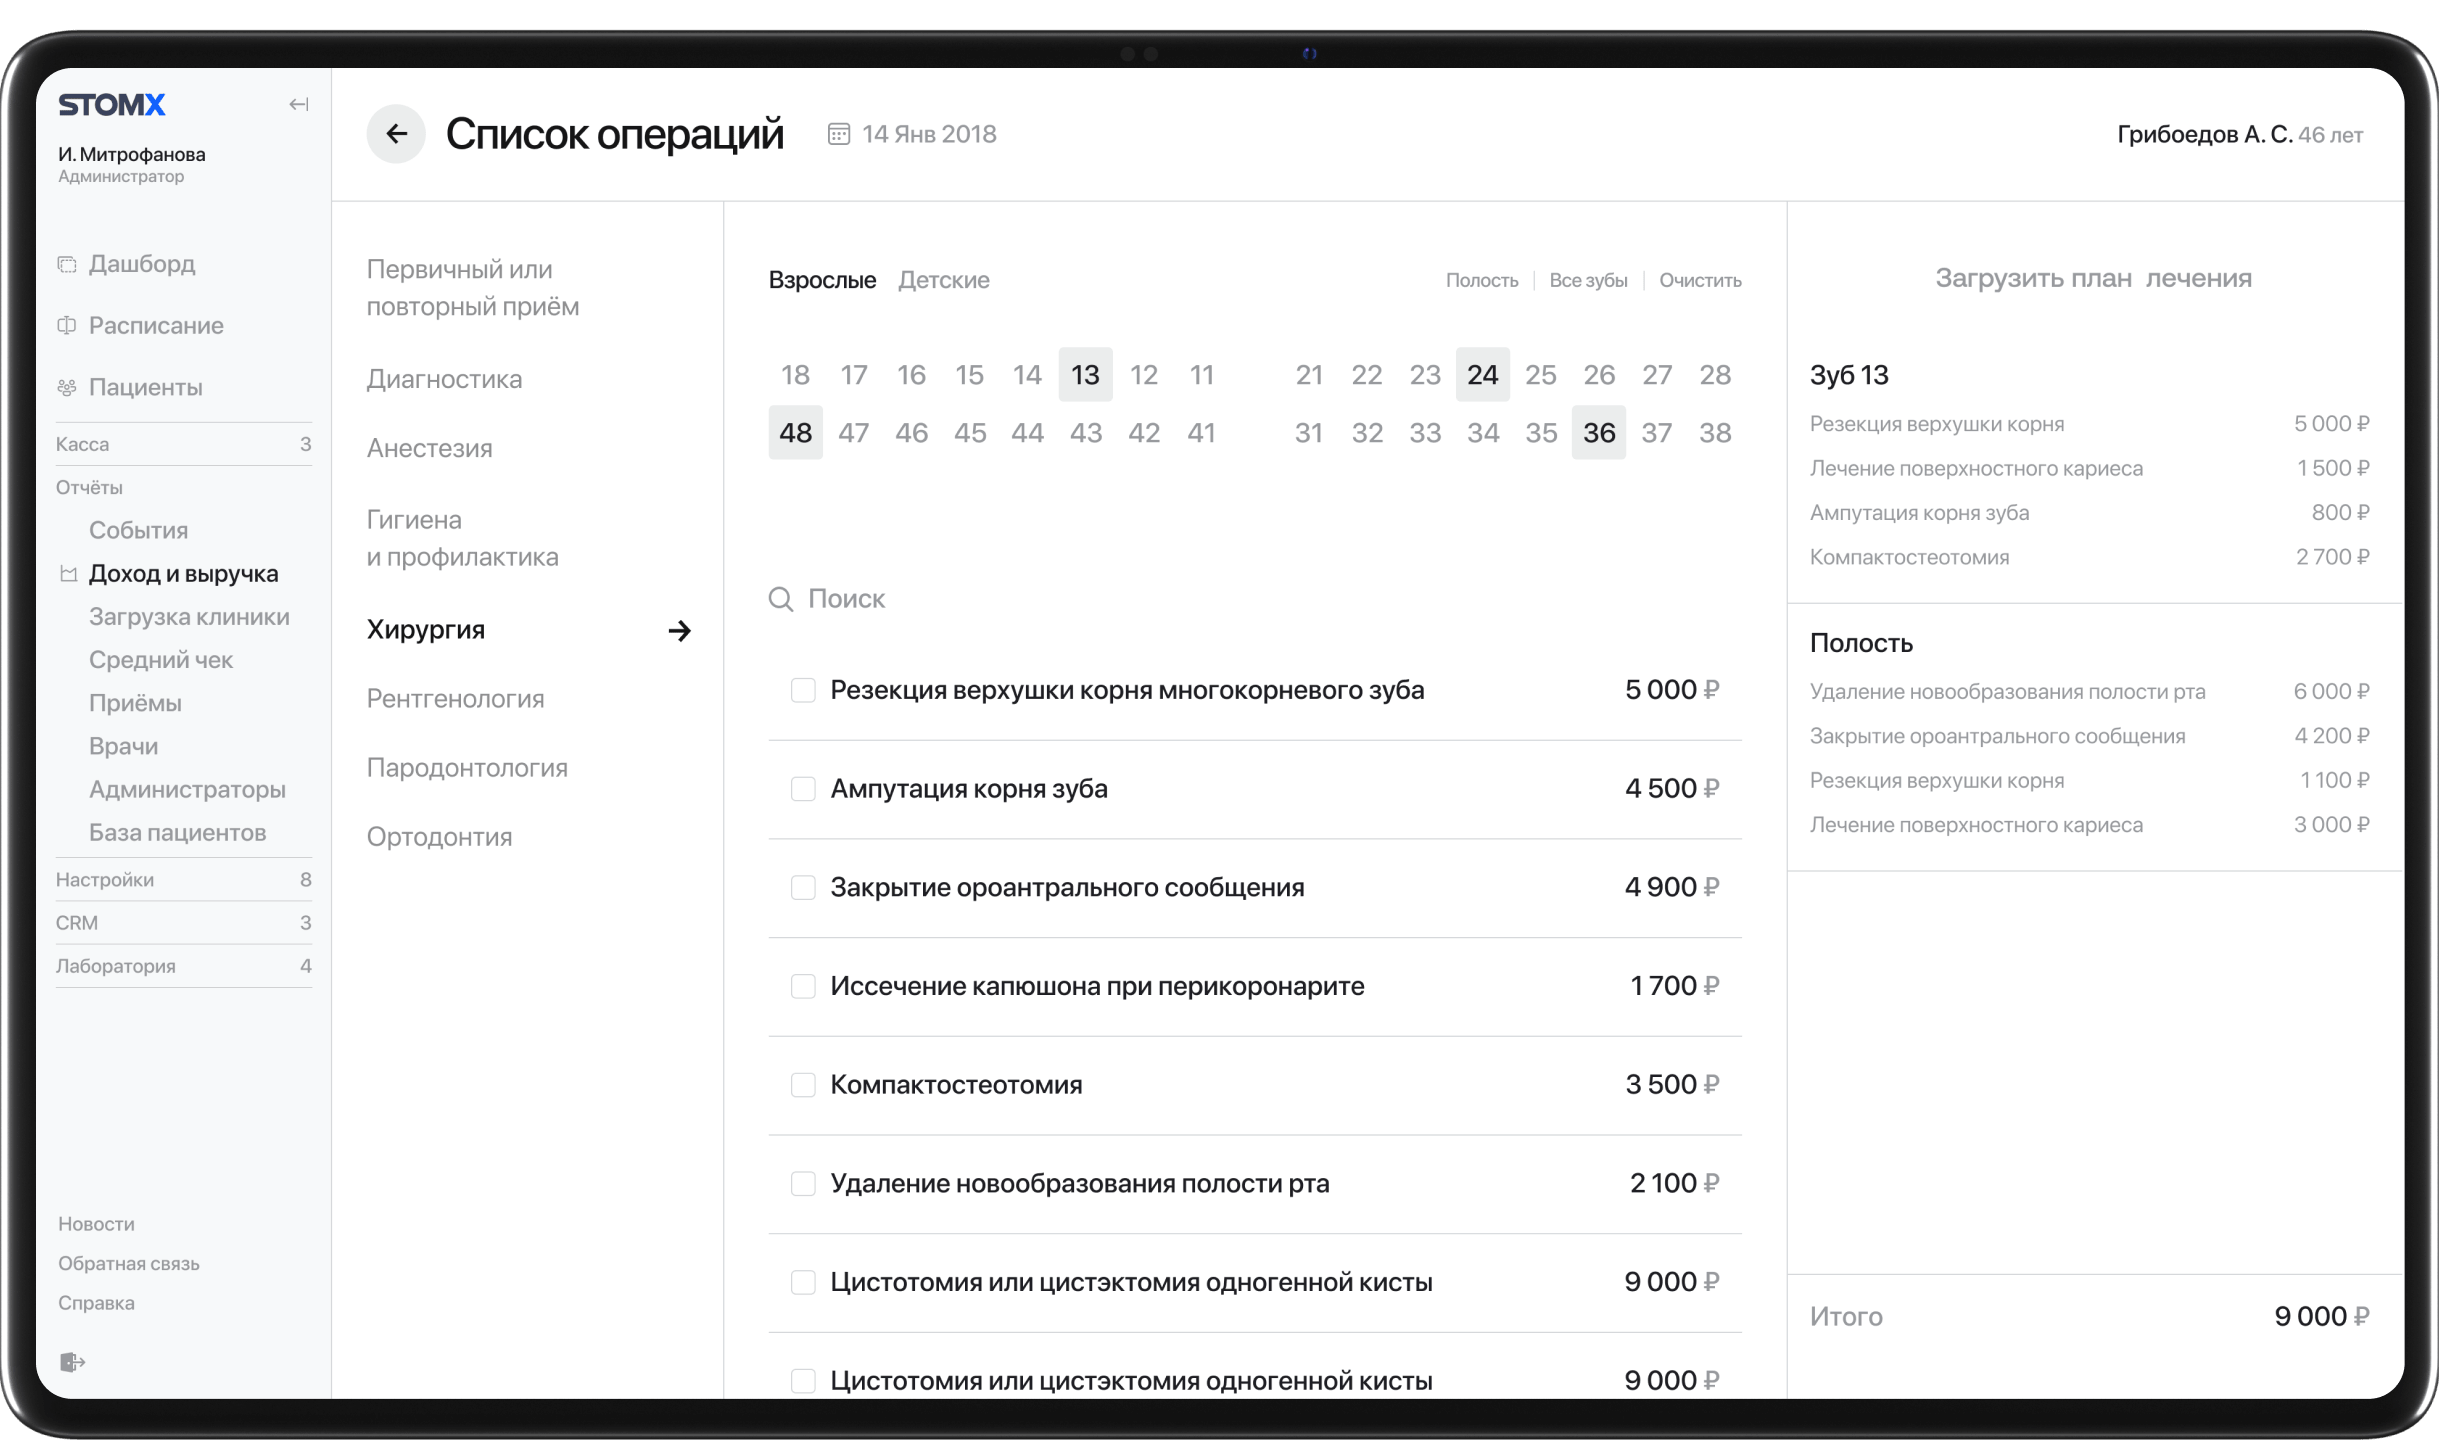 STOMX
И. Митрофанова
Администратор
Дашборд
Расписание
Пациенты
Касса 3
Отчёты
События
Доход и выручка
Загрузка клиники
Средний чек
Приёмы
Врачи
Администраторы
База пациентов
Настройки 8
CRM 3
Лаборатория 4
Новости
Обратная связь
Справка
Список операций 14 Янв 2018
Грибоедов А. С. 46 лет
Первичный или
повторный приём
Диагностика
Анестезия
Гигиена
и профилактика
Хирургия
Рентгенология
Пародонтология
Ортодонтия
Взрослые Детские
Полость Все зубы Очистить
18 17 16 15 14 13 12 11 21 22 23 24 25 26 27 28
48 47 46 45 44 43 42 41 31 32 33 34 35 36 37 38
Поиск
Резекция верхушки корня многокорневого зуба 5 000 ₽
Ампутация корня зуба 4 500 ₽
Закрытие ороантрального сообщения 4 900 ₽
Иссечение капюшона при перикоронарите 1 700 ₽
Компактостеотомия 3 500 ₽
Удаление новообразования полости рта 2 100 ₽
Цистотомия или цистэктомия одногенной кисты 9 000 ₽
Цистотомия или цистэктомия одногенной кисты 9 000 ₽
Загрузить план лечения
Зуб 13
Резекция верхушки корня 5 000 ₽
Лечение поверхностного кариеса 1 500 ₽
Ампутация корня зуба 800 ₽
Компактостеотомия 2 700 ₽
Полость
Удаление новообразования полости рта 6 000 ₽
Закрытие ороантрального сообщения 4 200 ₽
Резекция верхушки корня 1 100 ₽
Лечение поверхностного кариеса 3 000 ₽
Итого 9 000 ₽